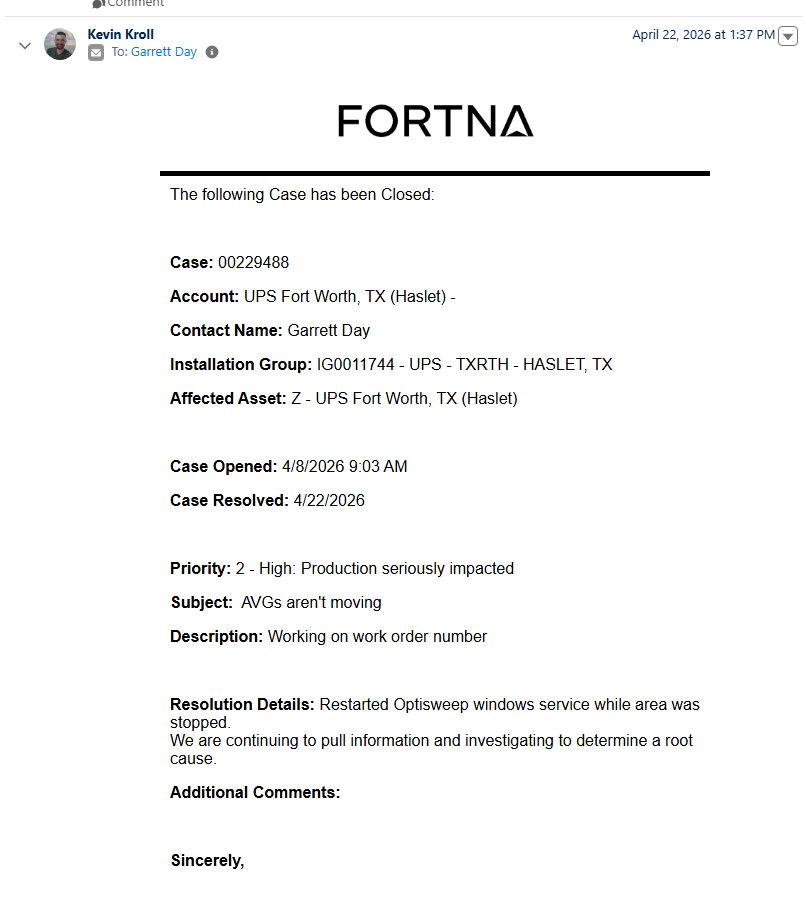 Comment
Kevin Kroll
April 22, 2026 at 1:37 PM
To: Garrett Day
FORTNA
The following Case has been Closed:
Case: 00229488
Account: UPS Fort Worth, TX (Haslet) -
Contact Name: Garrett Day
Installation Group: IG0011744 - UPS - TXRTH - HASLET, TX
Affected Asset: Z - UPS Fort Worth, TX (Haslet)
Case Opened: 4/8/2026 9:03 AM
Case Resolved: 4/22/2026
Priority: 2 - High: Production seriously impacted
Subject: AVGs aren't moving
Description: Working on work order number
Resolution Details: Restarted Optisweep windows service while area was
stopped.
We are continuing to pull information and investigating to determine a root
cause.
Additional Comments:
Sincerely,